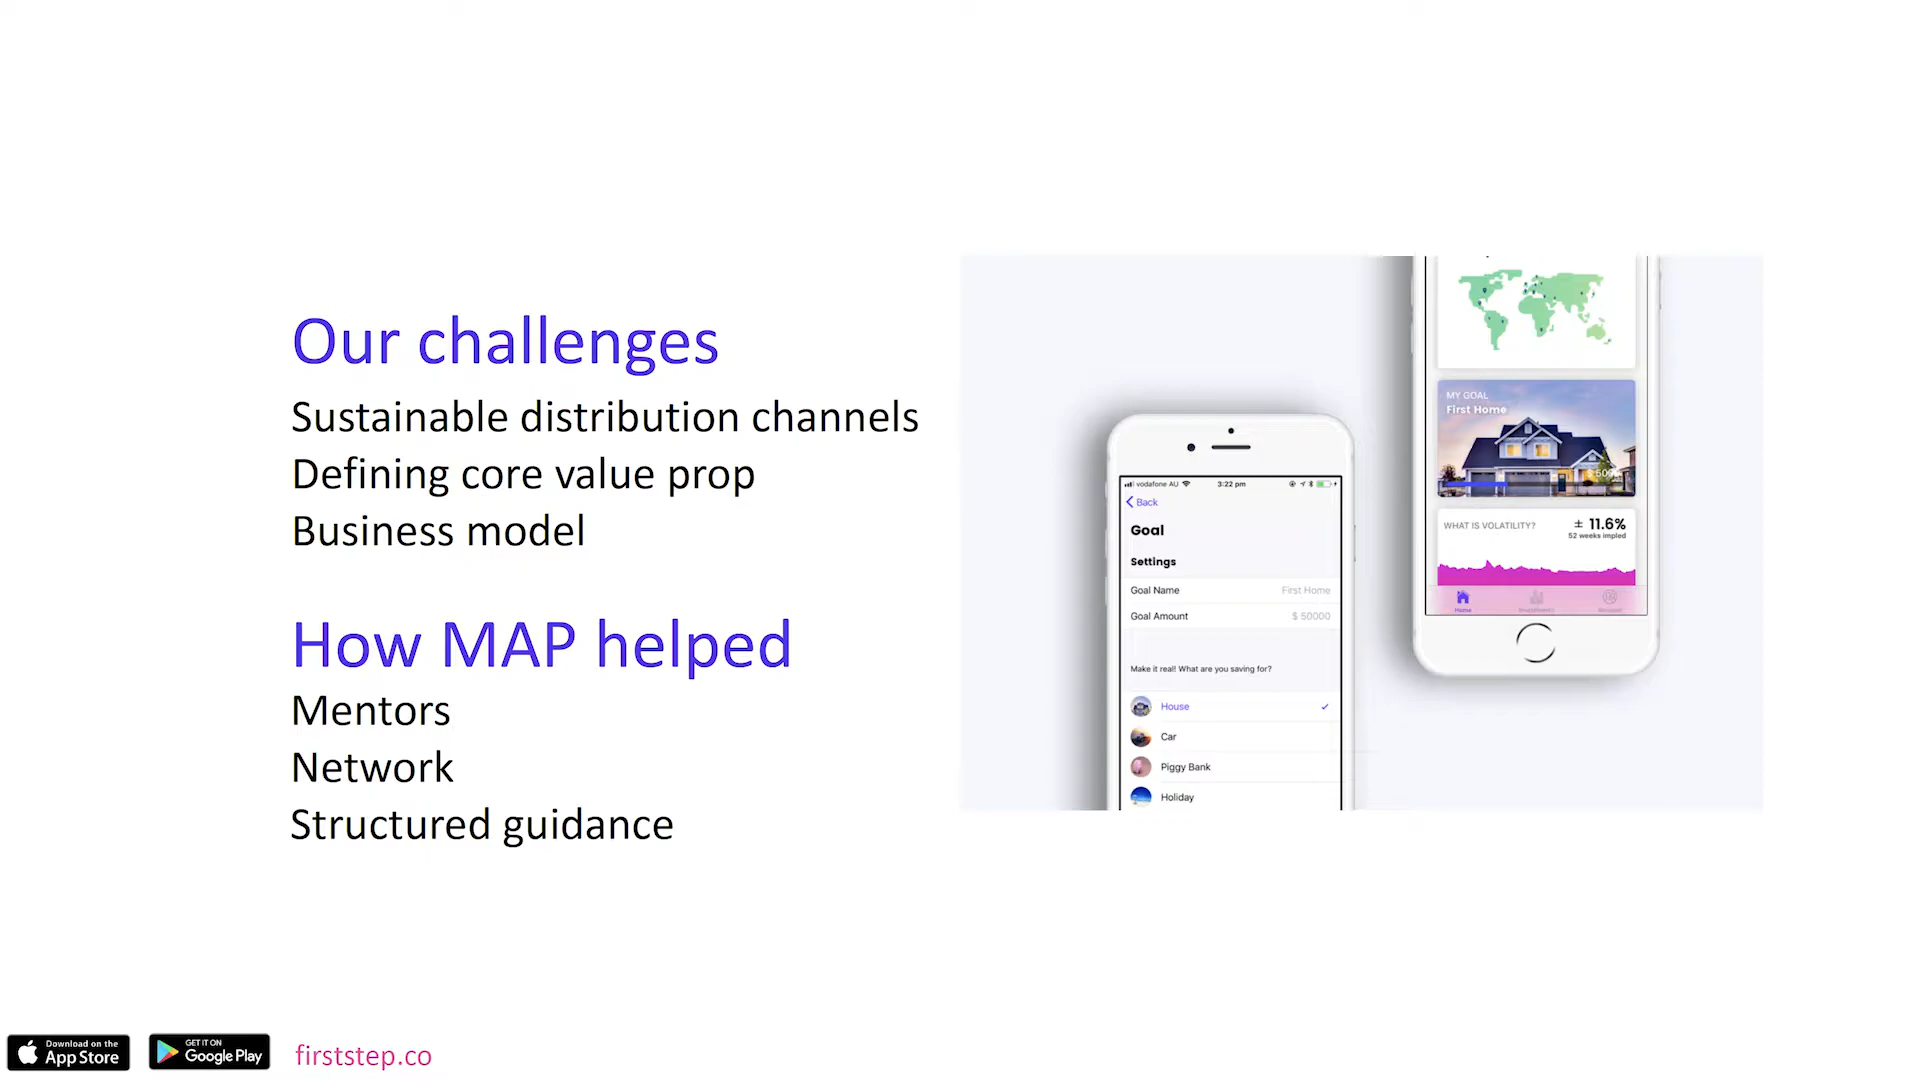 Our challenges
Sustainable distribution channels
Defining core value prop
Business model
How MAP helped
Mentors
Network
Structured guidance
vodafone AU 3:22 pm
Back
Goal
Settings
Goal Name First Home
Goal Amount $ 50000
Make it real! What are you saving for?
House
Car
Piggy Bank
Holiday
MY GOAL
First Home
WHAT IS VOLATILITY? ± 11.6%
52 weeks implied
Home
Download on the
App Store
GET IT ON
Google Play
firststep.co